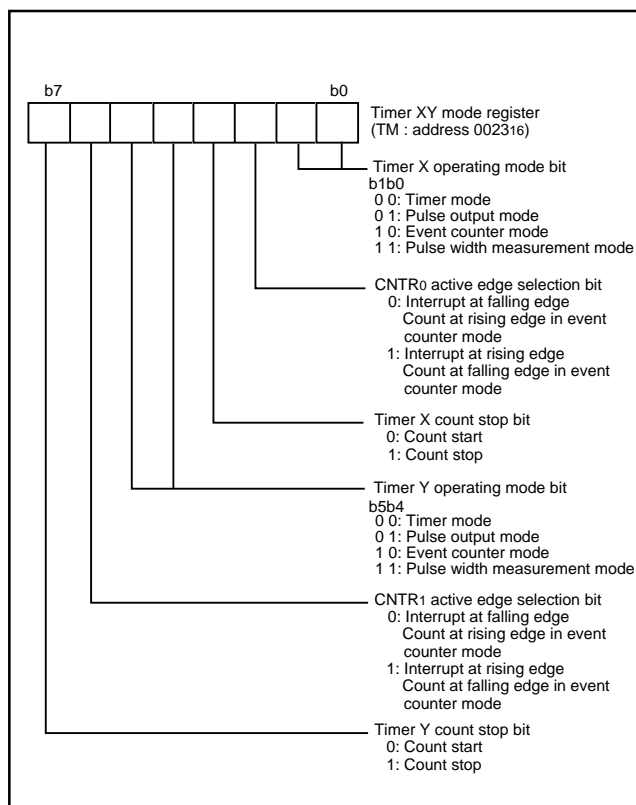 b7 b0
Timer XY mode register
(TM : address 002316)
Timer X operating mode bit
b1b0
0 0: Timer mode
0 1: Pulse output mode
1 0: Event counter mode
1 1: Pulse width measurement mode
CNTR0 active edge selection bit
0: Interrupt at falling edge
Count at rising edge in event
counter mode
1: Interrupt at rising edge
Count at falling edge in event
counter mode
Timer X count stop bit
0: Count start
1: Count stop
Timer Y operating mode bit
b5b4
0 0: Timer mode
0 1: Pulse output mode
1 0: Event counter mode
1 1: Pulse width measurement mode
CNTR1 active edge selection bit
0: Interrupt at falling edge
Count at rising edge in event
counter mode
1: Interrupt at rising edge
Count at falling edge in event
counter mode
Timer Y count stop bit
0: Count start
1: Count stop